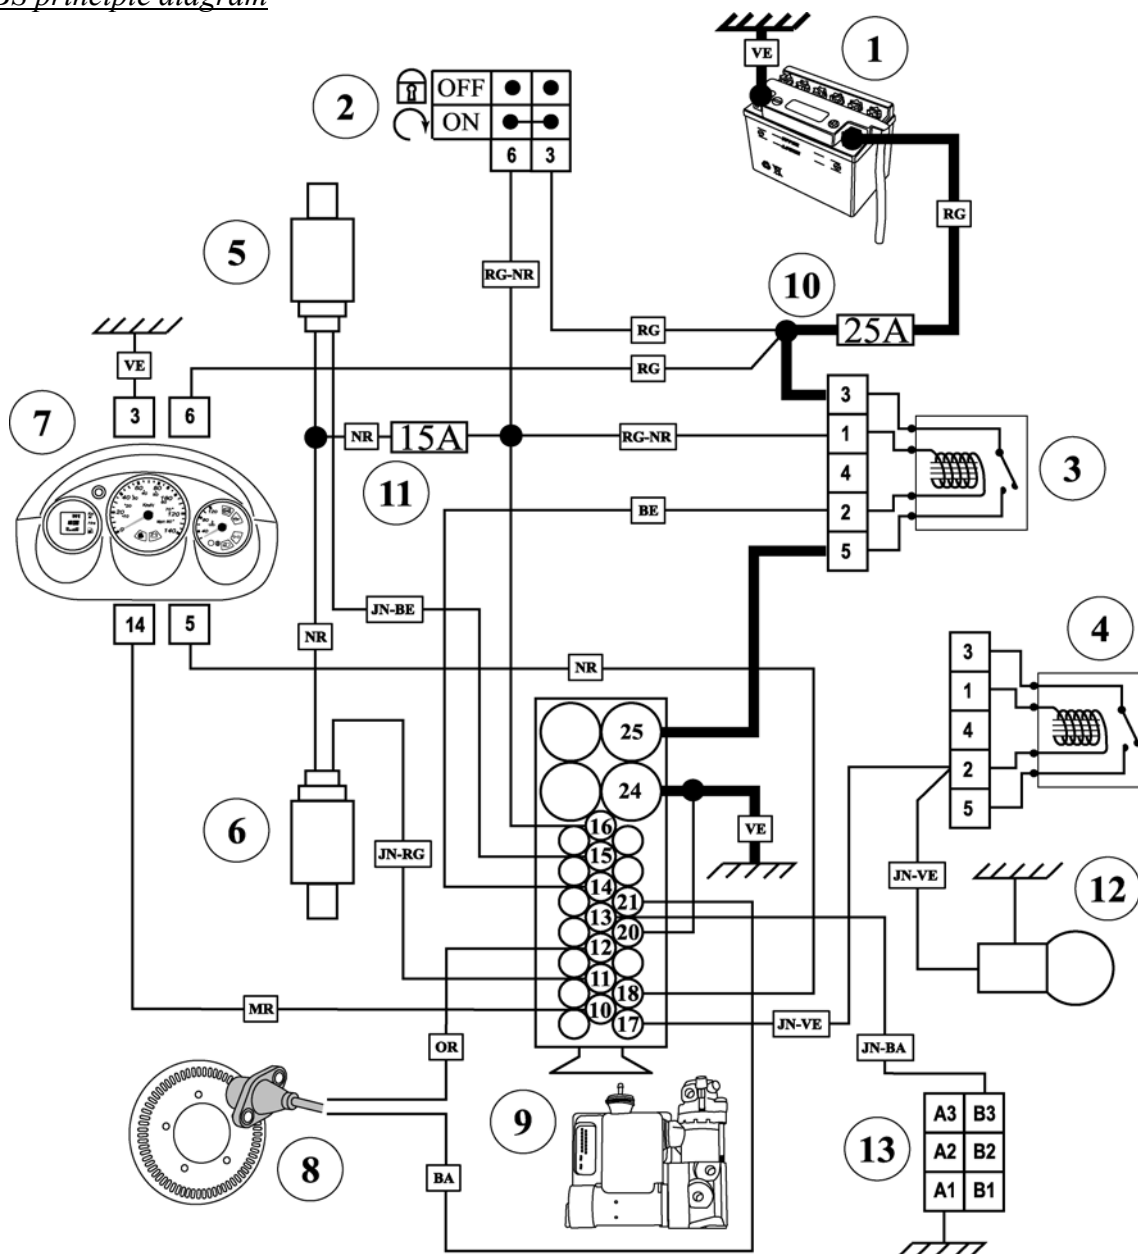 principle diagram
1
VE
2
OFF
ON
6 3
RG
5
RG-NR
10
RG
25A
VE
RG
3
7
3 6
NR
15A
RG-NR
1
11
4
3
BE
2
5
14 5
JN-BE
NR
NR
4
3
1
4
2
5
25
24
16
VE
6
15
JN-RG
14
JN-VE
12
21
13
20
12
11
18
MR
10
17
JN-VE
OR
JN-BA
9
A3 B3
13
A2 B2
8
BA
A1 B1